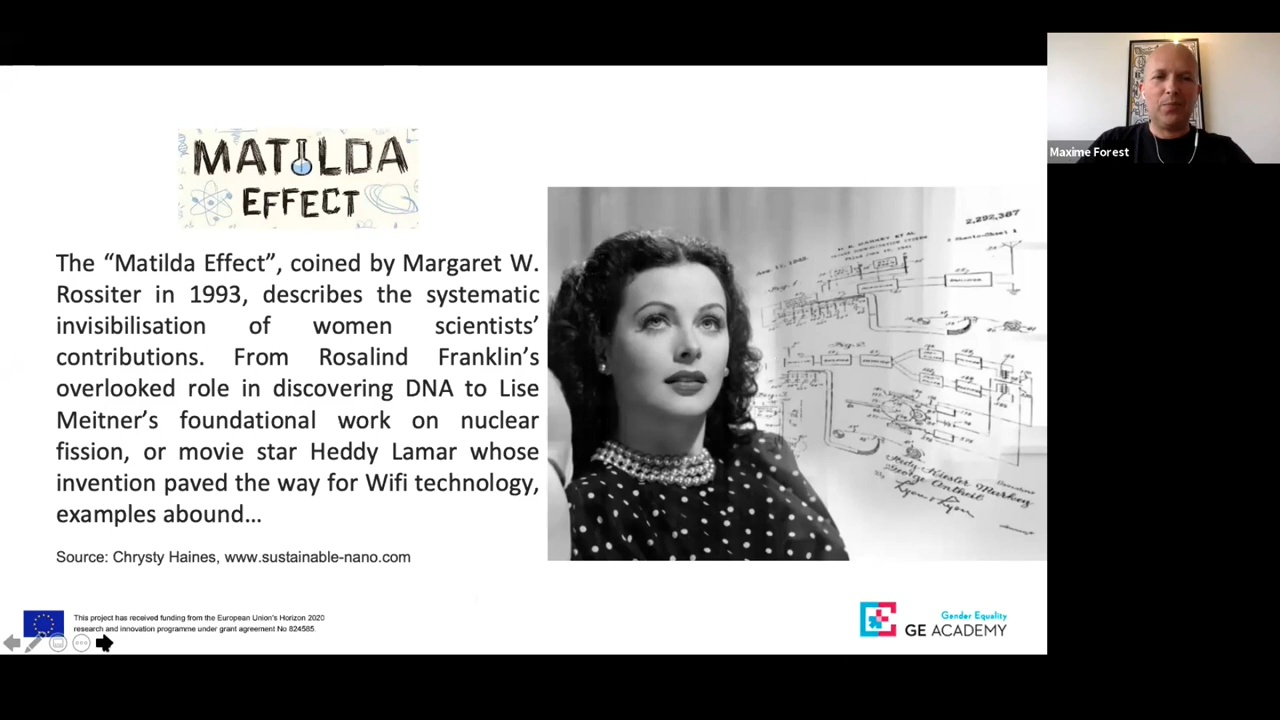 MATILDA
EFFECT
The “Matilda Effect”, coined by Margaret W.
Rossiter in 1993, describes the systematic
invisibilisation of women scientists’
contributions. From Rosalind Franklin’s
overlooked role in discovering DNA to Lise
Meitner’s foundational work on nuclear
fission, or movie star Heddy Lamar whose
invention paved the way for Wifi technology,
examples abound...
Source: Chrysty Haines, www.sustainable-nano.com
2,292,387
This project has received funding from the European Union's Horizon 2020
research and innovation programme under grant agreement No 824585.
Gender Equality
GE ACADEMY
Maxime Forest